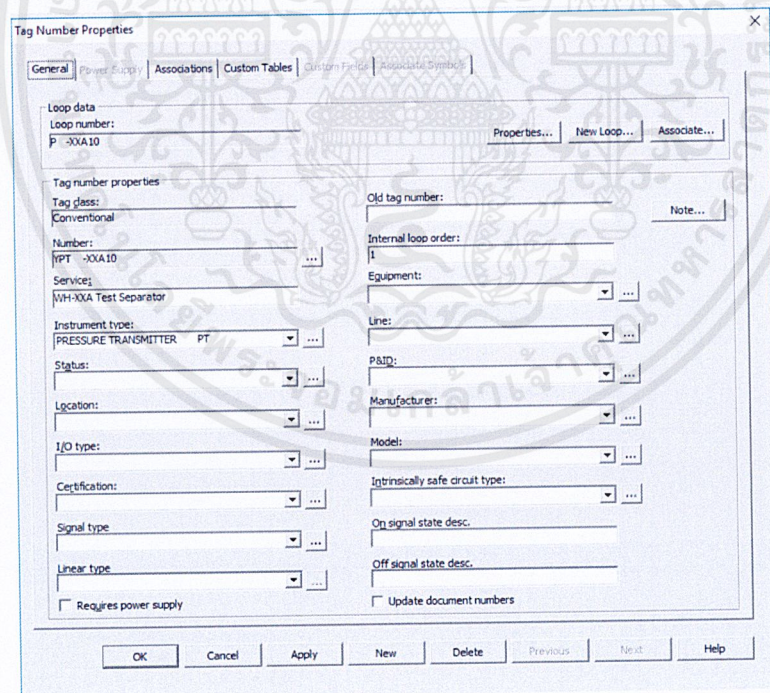 Tag Number Properties
General Power Supply Associations Custom Tables Custom Fields Associate Symbols
Loop data
Loop number:
P -XXA10
Properties... New Loop... Associate...
Tag number properties
Tag class:
Conventional
Old tag number:
Note...
Number:
YPT -XXA10 ...
Internal loop order:
1
Service:
WH-XXA Test Separator
Equipment:
...
Instrument type:
PRESSURE TRANSMITTER PT ...
Line:
...
Status:
...
P&ID:
...
Location:
...
Manufacturer:
...
I/O type:
...
Model:
...
Certification:
...
Intrinsically safe circuit type:
...
Signal type
...
On signal state desc.
Linear type
...
Off signal state desc.
Requires power supply
Update document numbers
OK Cancel Apply New Delete Previous Next Help